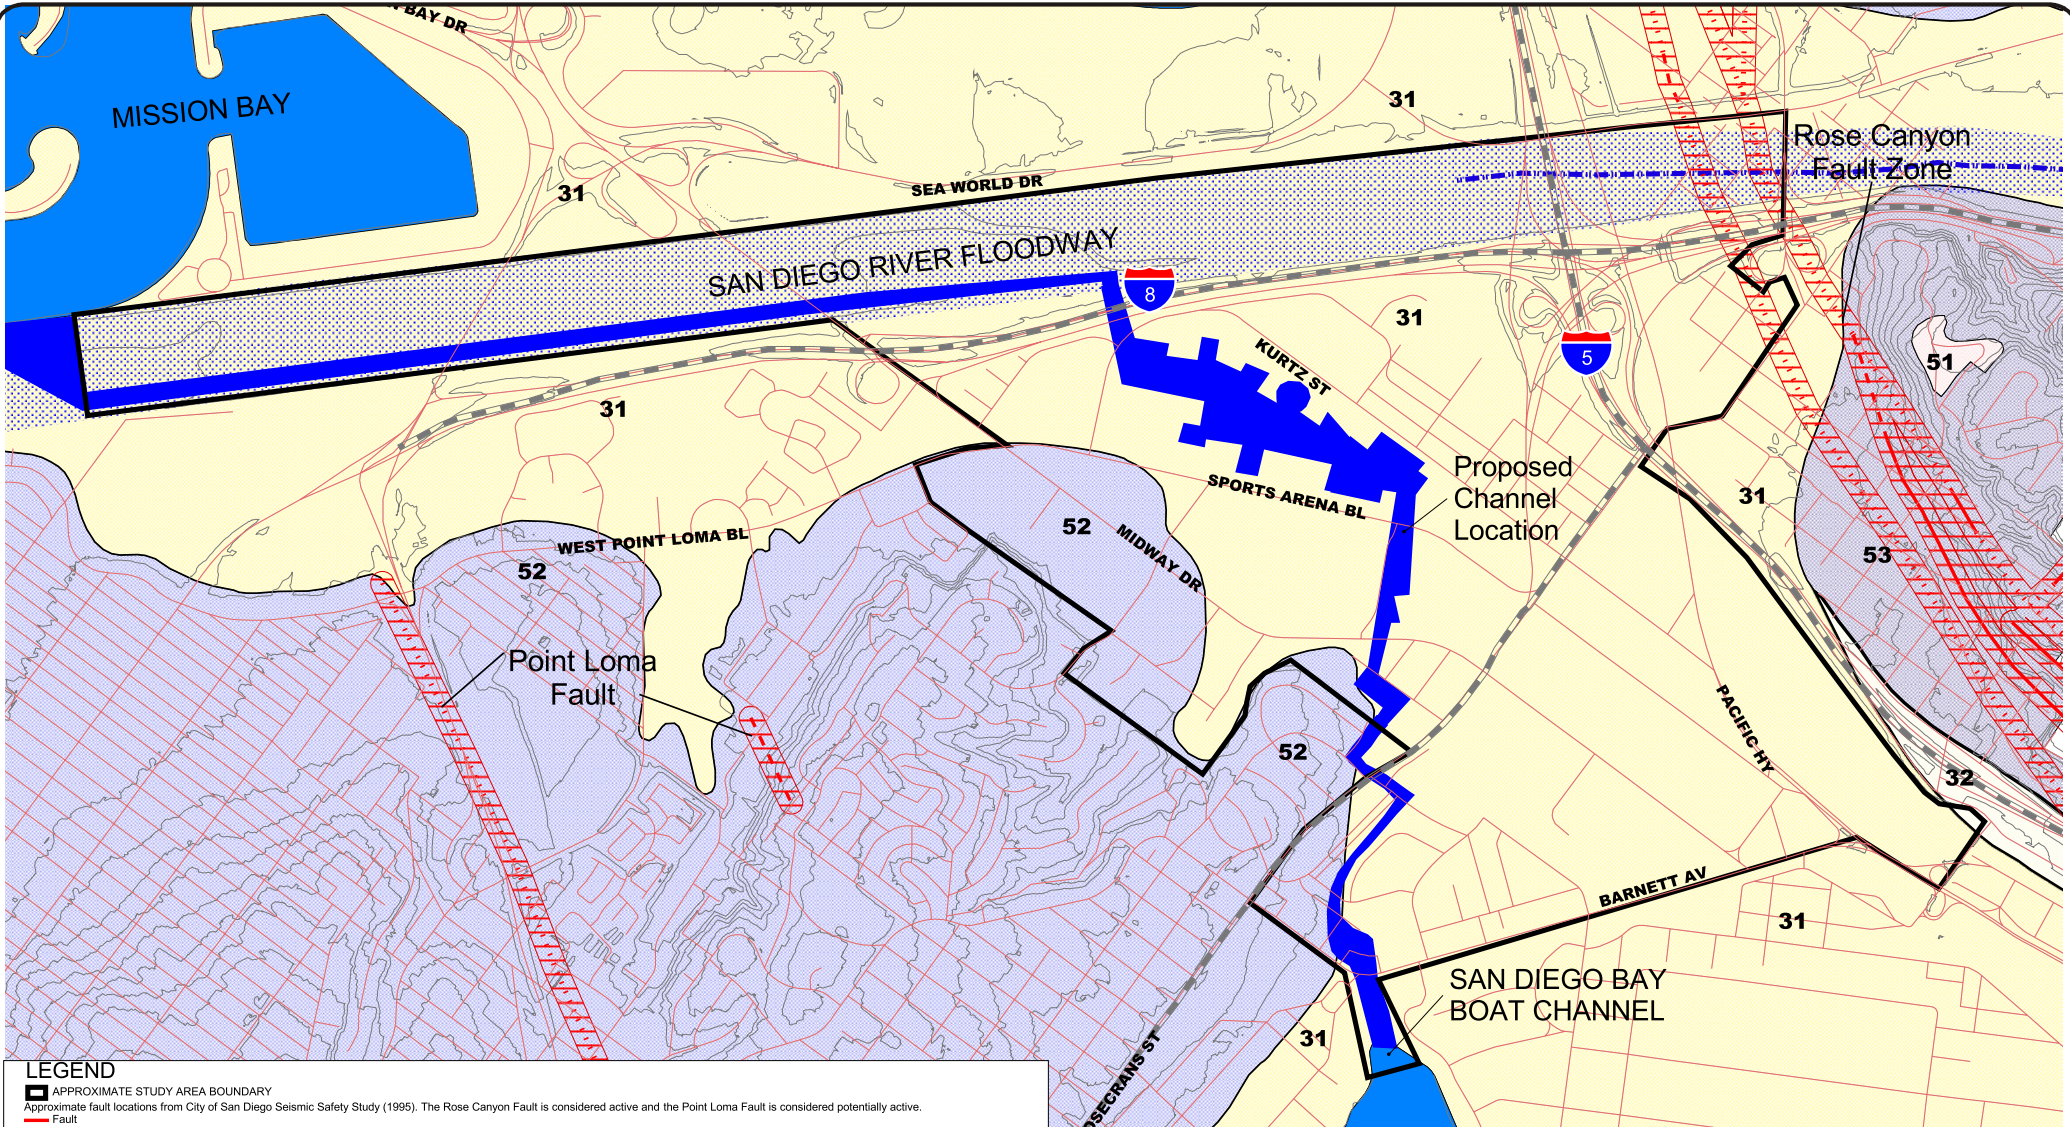 BAY DR
MISSION BAY
31
Rose Canyon
Fault Zone
31
SEA WORLD DR
SAN DIEGO RIVER FLOODWAY
8
31
5
KURTZ ST
51
31
Proposed
Channel
Location
SPORTS ARENA BL
31
52
MIDWAY DR
WEST POINT LOMA BL
52
53
Point Loma
Fault
PACIFIC HY
52
32
BARNETT AV
31
SAN DIEGO BAY
BOAT CHANNEL
31
OSECRANS ST
LEGEND
APPROXIMATE STUDY AREA BOUNDARY
Approximate fault locations from City of San Diego Seismic Safety Study (1995). The Rose Canyon Fault is considered active and the Point Loma Fault is considered potentially active.
Fault